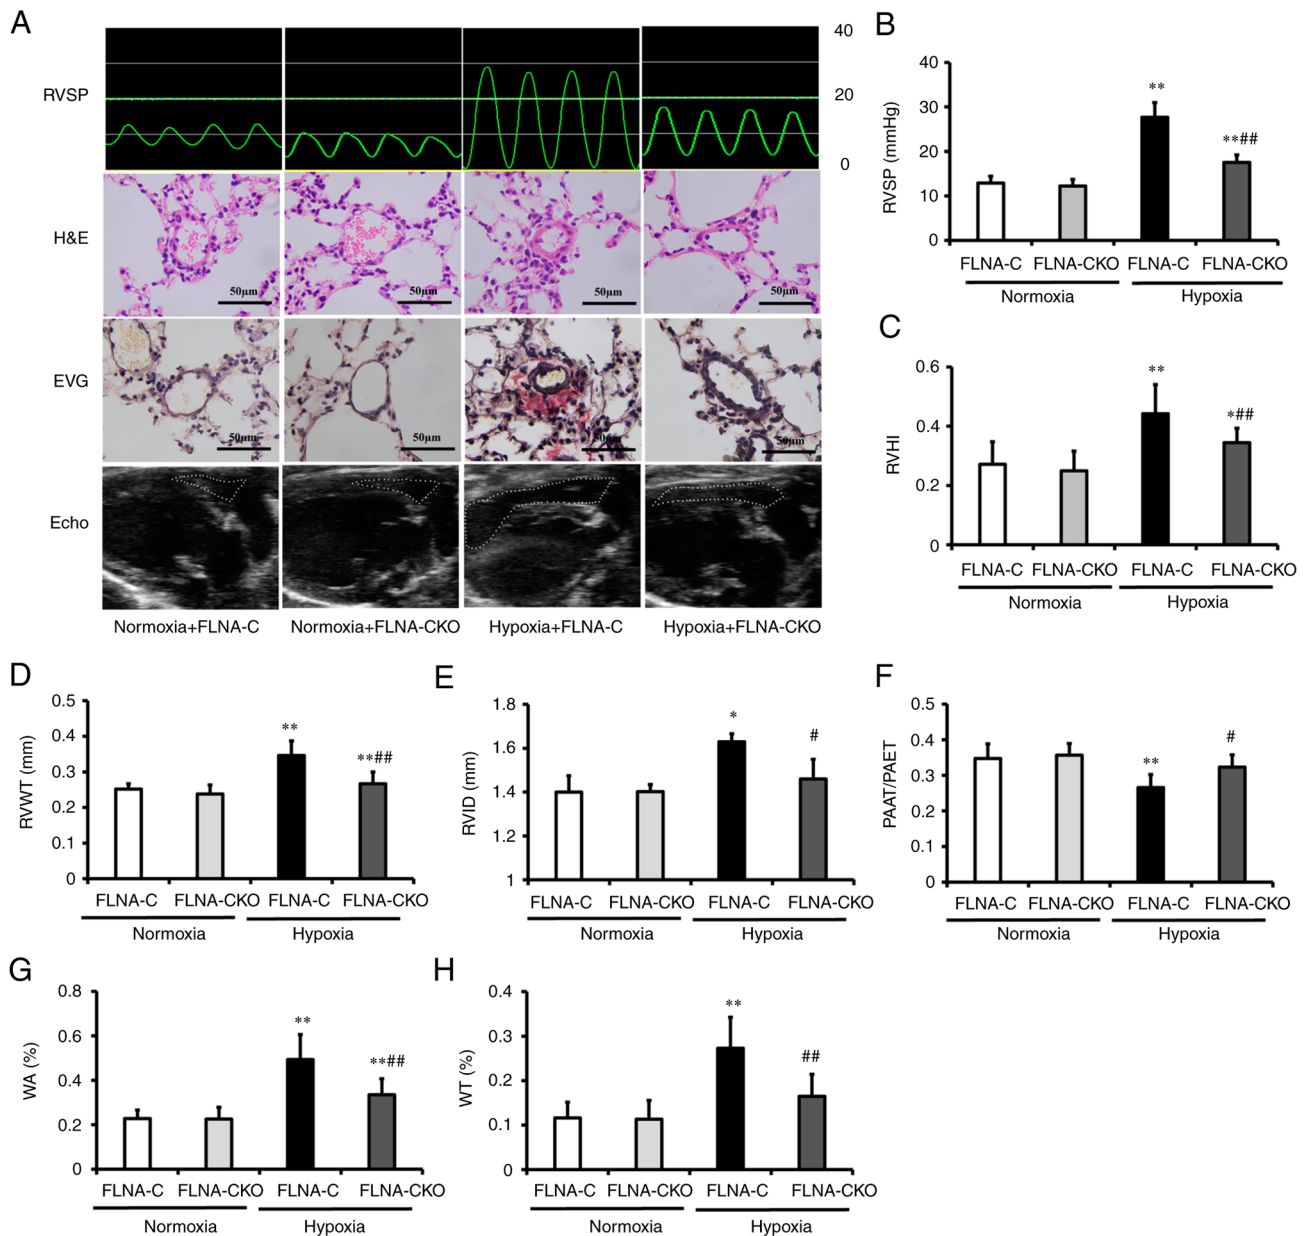 A
RVSP
40
20
0
H&E
50μm 50μm 50μm 50μm
EVG
50μm 50μm 50μm 50μm
Echo
Normoxia+FLNA-C Normoxia+FLNA-CKO Hypoxia+FLNA-C Hypoxia+FLNA-CKO
B
RVSP (mmHg)
40
30
20
10
0
**
**##
FLNA-C FLNA-CKO FLNA-C FLNA-CKO
Normoxia Hypoxia
C
RVHI
0.6
0.4
0.2
0
**
*##
FLNA-C FLNA-CKO FLNA-C FLNA-CKO
Normoxia Hypoxia
D
RVWT (mm)
0.5
0.4
0.3
0.2
0.1
0
**
**##
FLNA-C FLNA-CKO FLNA-C FLNA-CKO
Normoxia Hypoxia
E
RVID (mm)
1.8
1.6
1.4
1.2
1
*
#
FLNA-C FLNA-CKO FLNA-C FLNA-CKO
Normoxia Hypoxia
F
PAAT/PAET
0.5
0.4
0.3
0.2
0.1
0
**
#
FLNA-C FLNA-CKO FLNA-C FLNA-CKO
Normoxia Hypoxia
G
WA (%)
0.8
0.6
0.4
0.2
0
**
**##
FLNA-C FLNA-CKO FLNA-C FLNA-CKO
Normoxia Hypoxia
H
WT (%)
0.4
0.3
0.2
0.1
0
**
##
FLNA-C FLNA-CKO FLNA-C FLNA-CKO
Normoxia Hypoxia